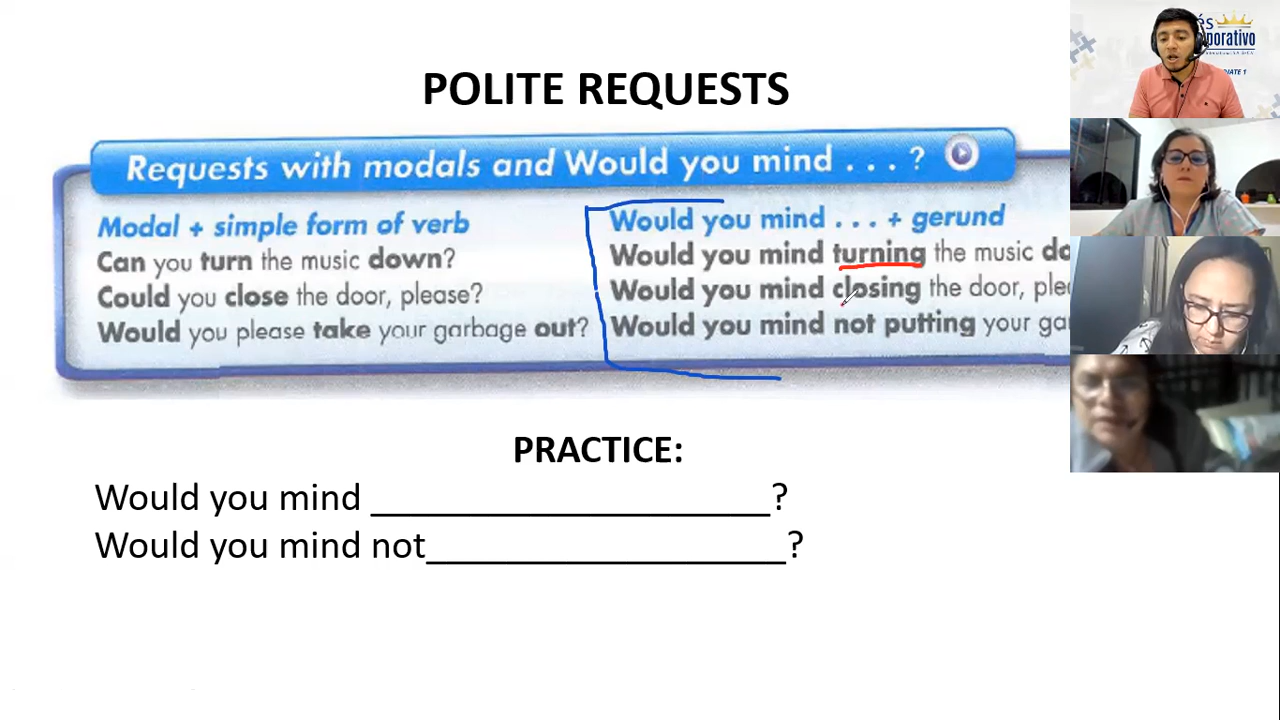 POLITE REQUESTS
Requests with modals and Would you mind . . . ?
Modal + simple form of verb
Can you turn the music down?
Could you close the door, please?
Would you please take your garbage out?
Would you mind . . . + gerund
Would you mind turning the music
Would you mind closing the door,
Would you mind not putting your
PRACTICE:
Would you mind ____________________?
Would you mind not__________________?